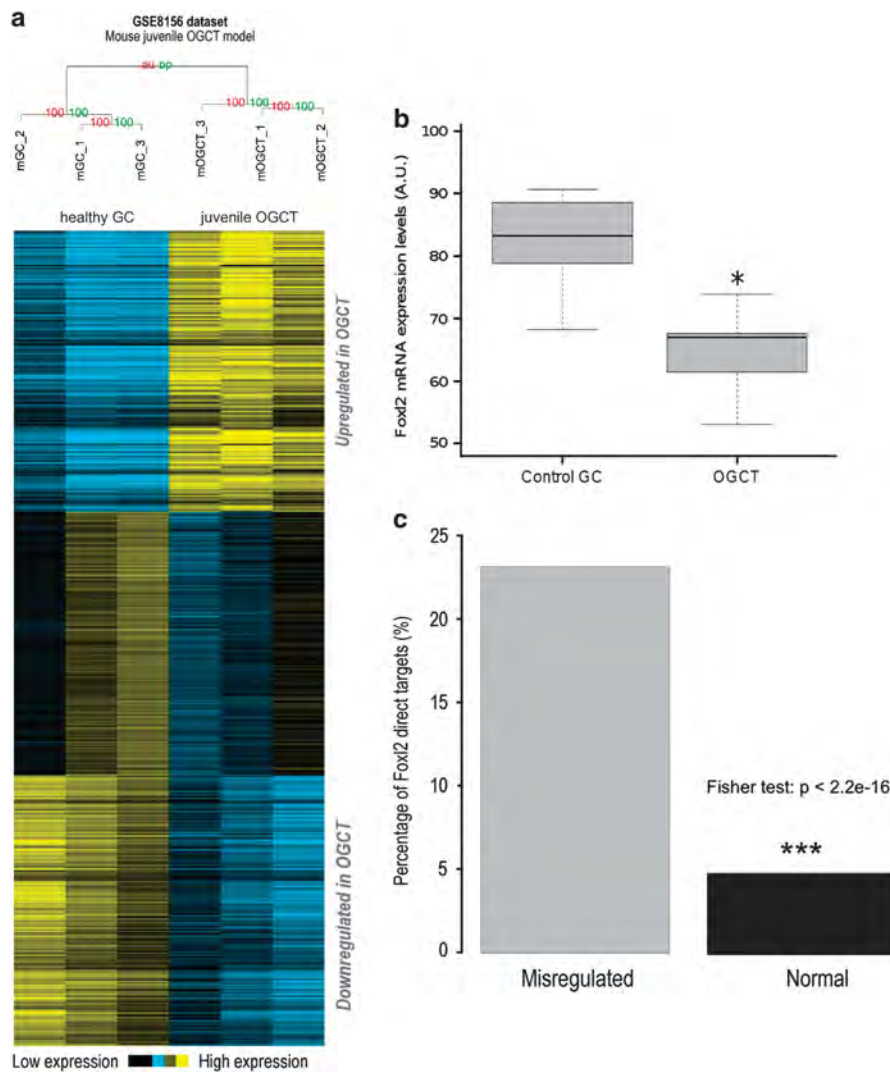 a
GSE8156 dataset
Mouse juvenile OGCT model
au bp
100 100
100 100
100 100
100 100
mGC_2
mGC_1
mGC_3
mOGCT_3
mOGCT_1
mOGCT_2
healthy GC
juvenile OGCT
Upregulated in OGCT
Downregulated in OGCT
Low expression
High expression
b
Foxl2 mRNA expression levels (A.U.)
100
90
80
70
60
50
*
Control GC
OGCT
c
Percentage of Foxl2 direct targets (%)
25
20
15
10
5
0
Fisher test: p < 2.2e-16
***
Misregulated
Normal